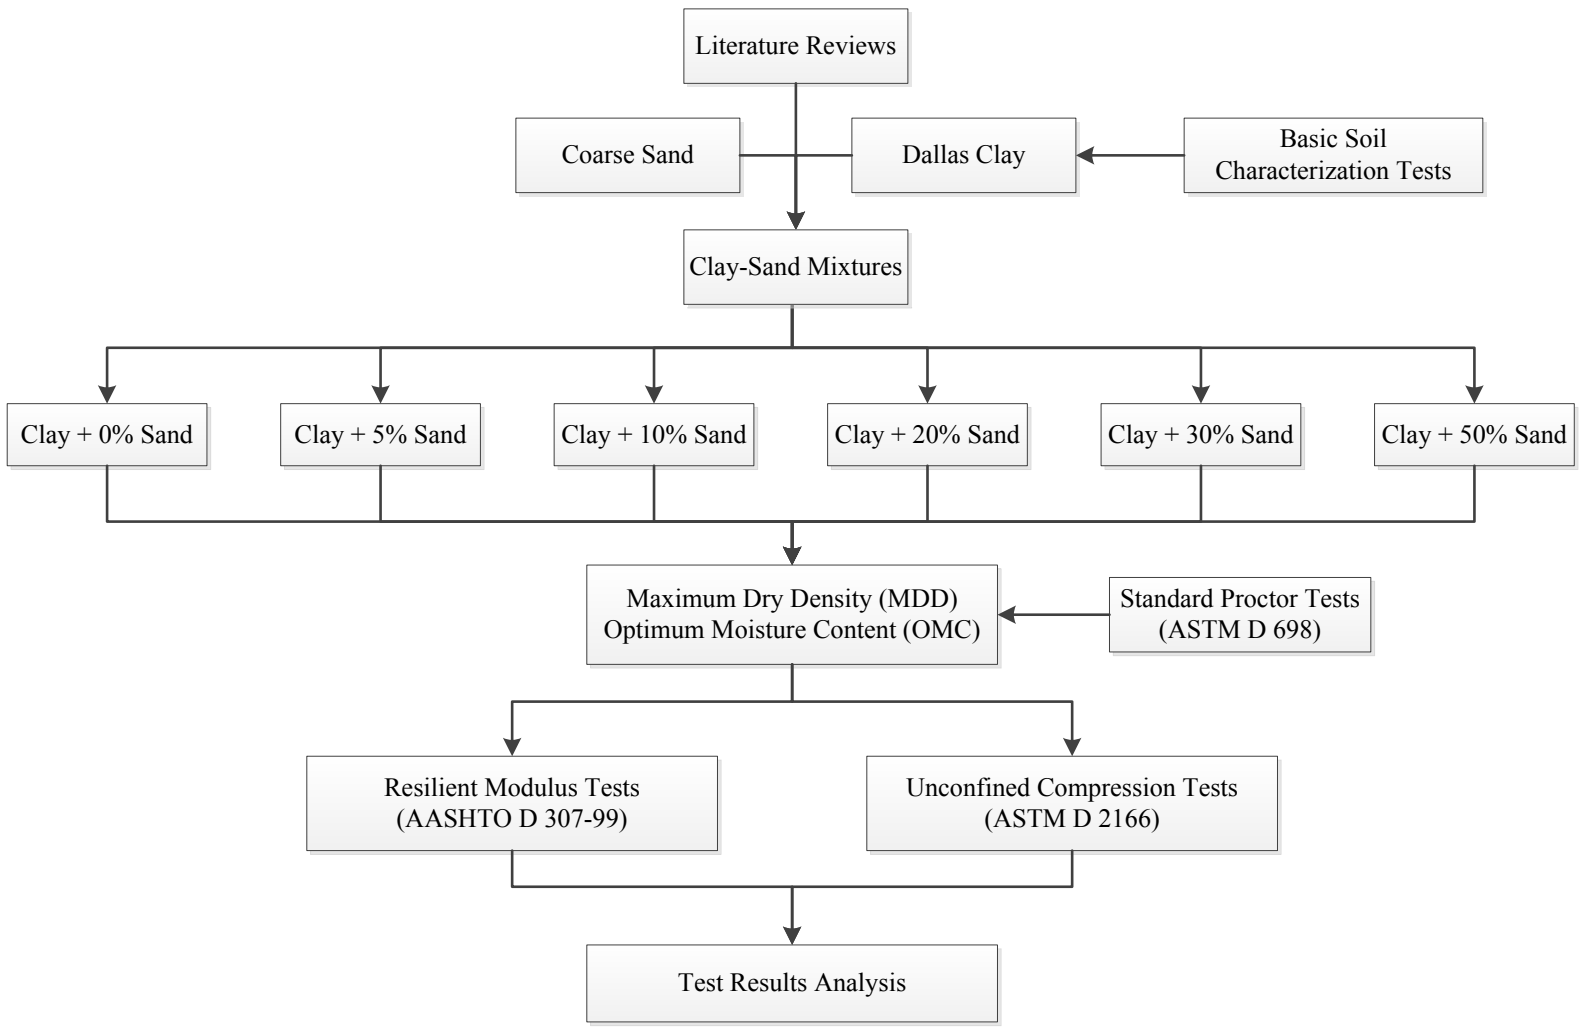 Literature Reviews
Coarse Sand
Dallas Clay
Basic Soil
Characterization Tests
Clay-Sand Mixtures
Clay + 0% Sand
Clay + 5% Sand
Clay + 10% Sand
Clay + 20% Sand
Clay + 30% Sand
Clay + 50% Sand
Maximum Dry Density (MDD)
Optimum Moisture Content (OMC)
Standard Proctor Tests
(ASTM D 698)
Resilient Modulus Tests
(AASHTO D 307-99)
Unconfined Compression Tests
(ASTM D 2166)
Test Results Analysis